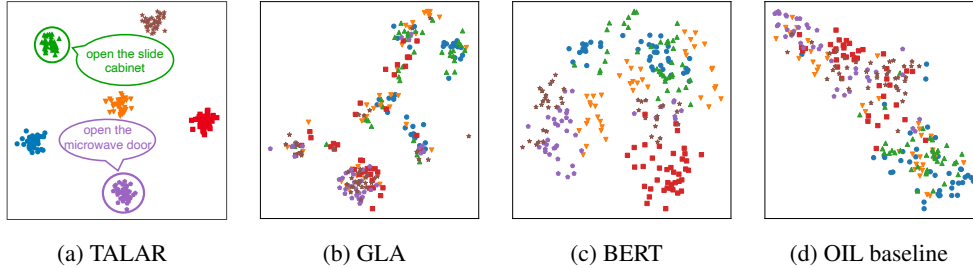 open the slide
cabinet
open the
microwave door
(a) TALAR
(b) GLA
(c) BERT
(d) OIL baseline